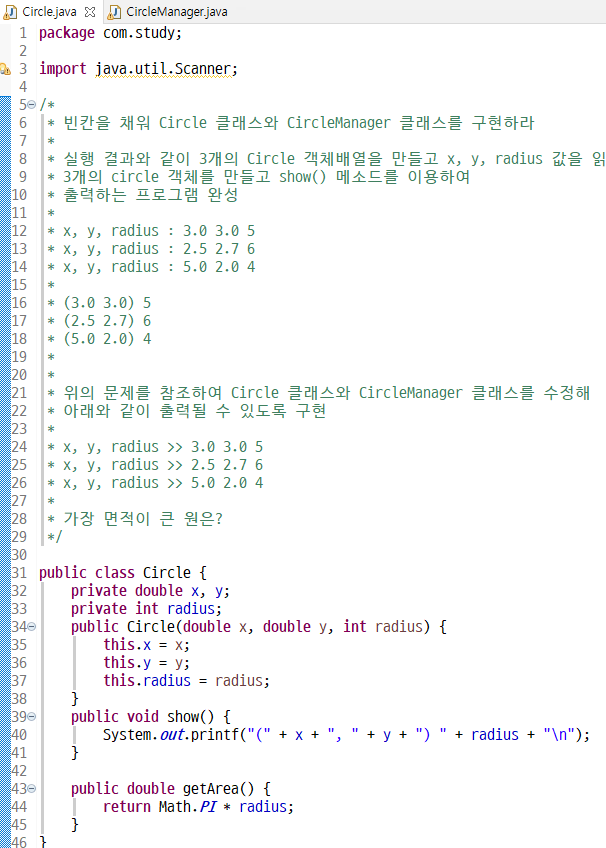 Circle.java CircleManager.java
1 package com.study;
2
3 import java.util.Scanner;
4
5 /*
6 * 빈칸을 채워 Circle 클래스와 CircleManager 클래스를 구현하라
7 *
8 * 실행 결과와 같이 3개의 Circle 객체배열을 만들고 x, y, radius 값을 읽
9 * 3개의 circle 객체를 만들고 show() 메소드를 이용하여
10 * 출력하는 프로그램 완성
11 *
12 * x, y, radius : 3.0 3.0 5
13 * x, y, radius : 2.5 2.7 6
14 * x, y, radius : 5.0 2.0 4
15 *
16 * (3.0 3.0) 5
17 * (2.5 2.7) 6
18 * (5.0 2.0) 4
19 *
20 *
21 * 위의 문제를 참조하여 Circle 클래스와 CircleManager 클래스를 수정해
22 * 아래와 같이 출력될 수 있도록 구현
23 *
24 * x, y, radius >> 3.0 3.0 5
25 * x, y, radius >> 2.5 2.7 6
26 * x, y, radius >> 5.0 2.0 4
27 *
28 * 가장 면적이 큰 원은?
29 */
30
31 public class Circle {
32 private double x, y;
33 private int radius;
34 public Circle(double x, double y, int radius) {
35 this.x = x;
36 this.y = y;
37 this.radius = radius;
38 }
39 public void show() {
40 System.out.printf("(" + x + ", " + y + ") " + radius + "\n");
41 }
42
43 public double getArea() {
44 return Math.PI * radius;
45 }
46 }